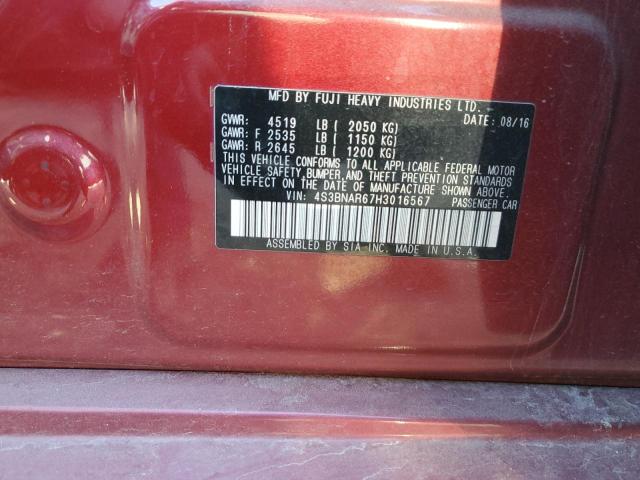 MFD BY FUJI HEAVY INDUSTRIES LTD.
GVWR: 4519 LB ( 2050 KG) DATE: 08/16
GAWR: F 2535 LB ( 1150 KG)
GAWR: R 2645 LB ( 1200 KG)
THIS VEHICLE CONFORMS TO ALL APPLICABLE FEDERAL MOTOR
VEHICLE SAFETY,BUMPER,AND THEFT PREVENTION STANDARDS
IN EFFECT ON THE DATE OF MANUFACTURE SHOWN ABOVE.
VIN: 4S3BNAR67H3016567 PASSENGER CAR
ASSEMBLED BY SIA INC. IN U.S.A.